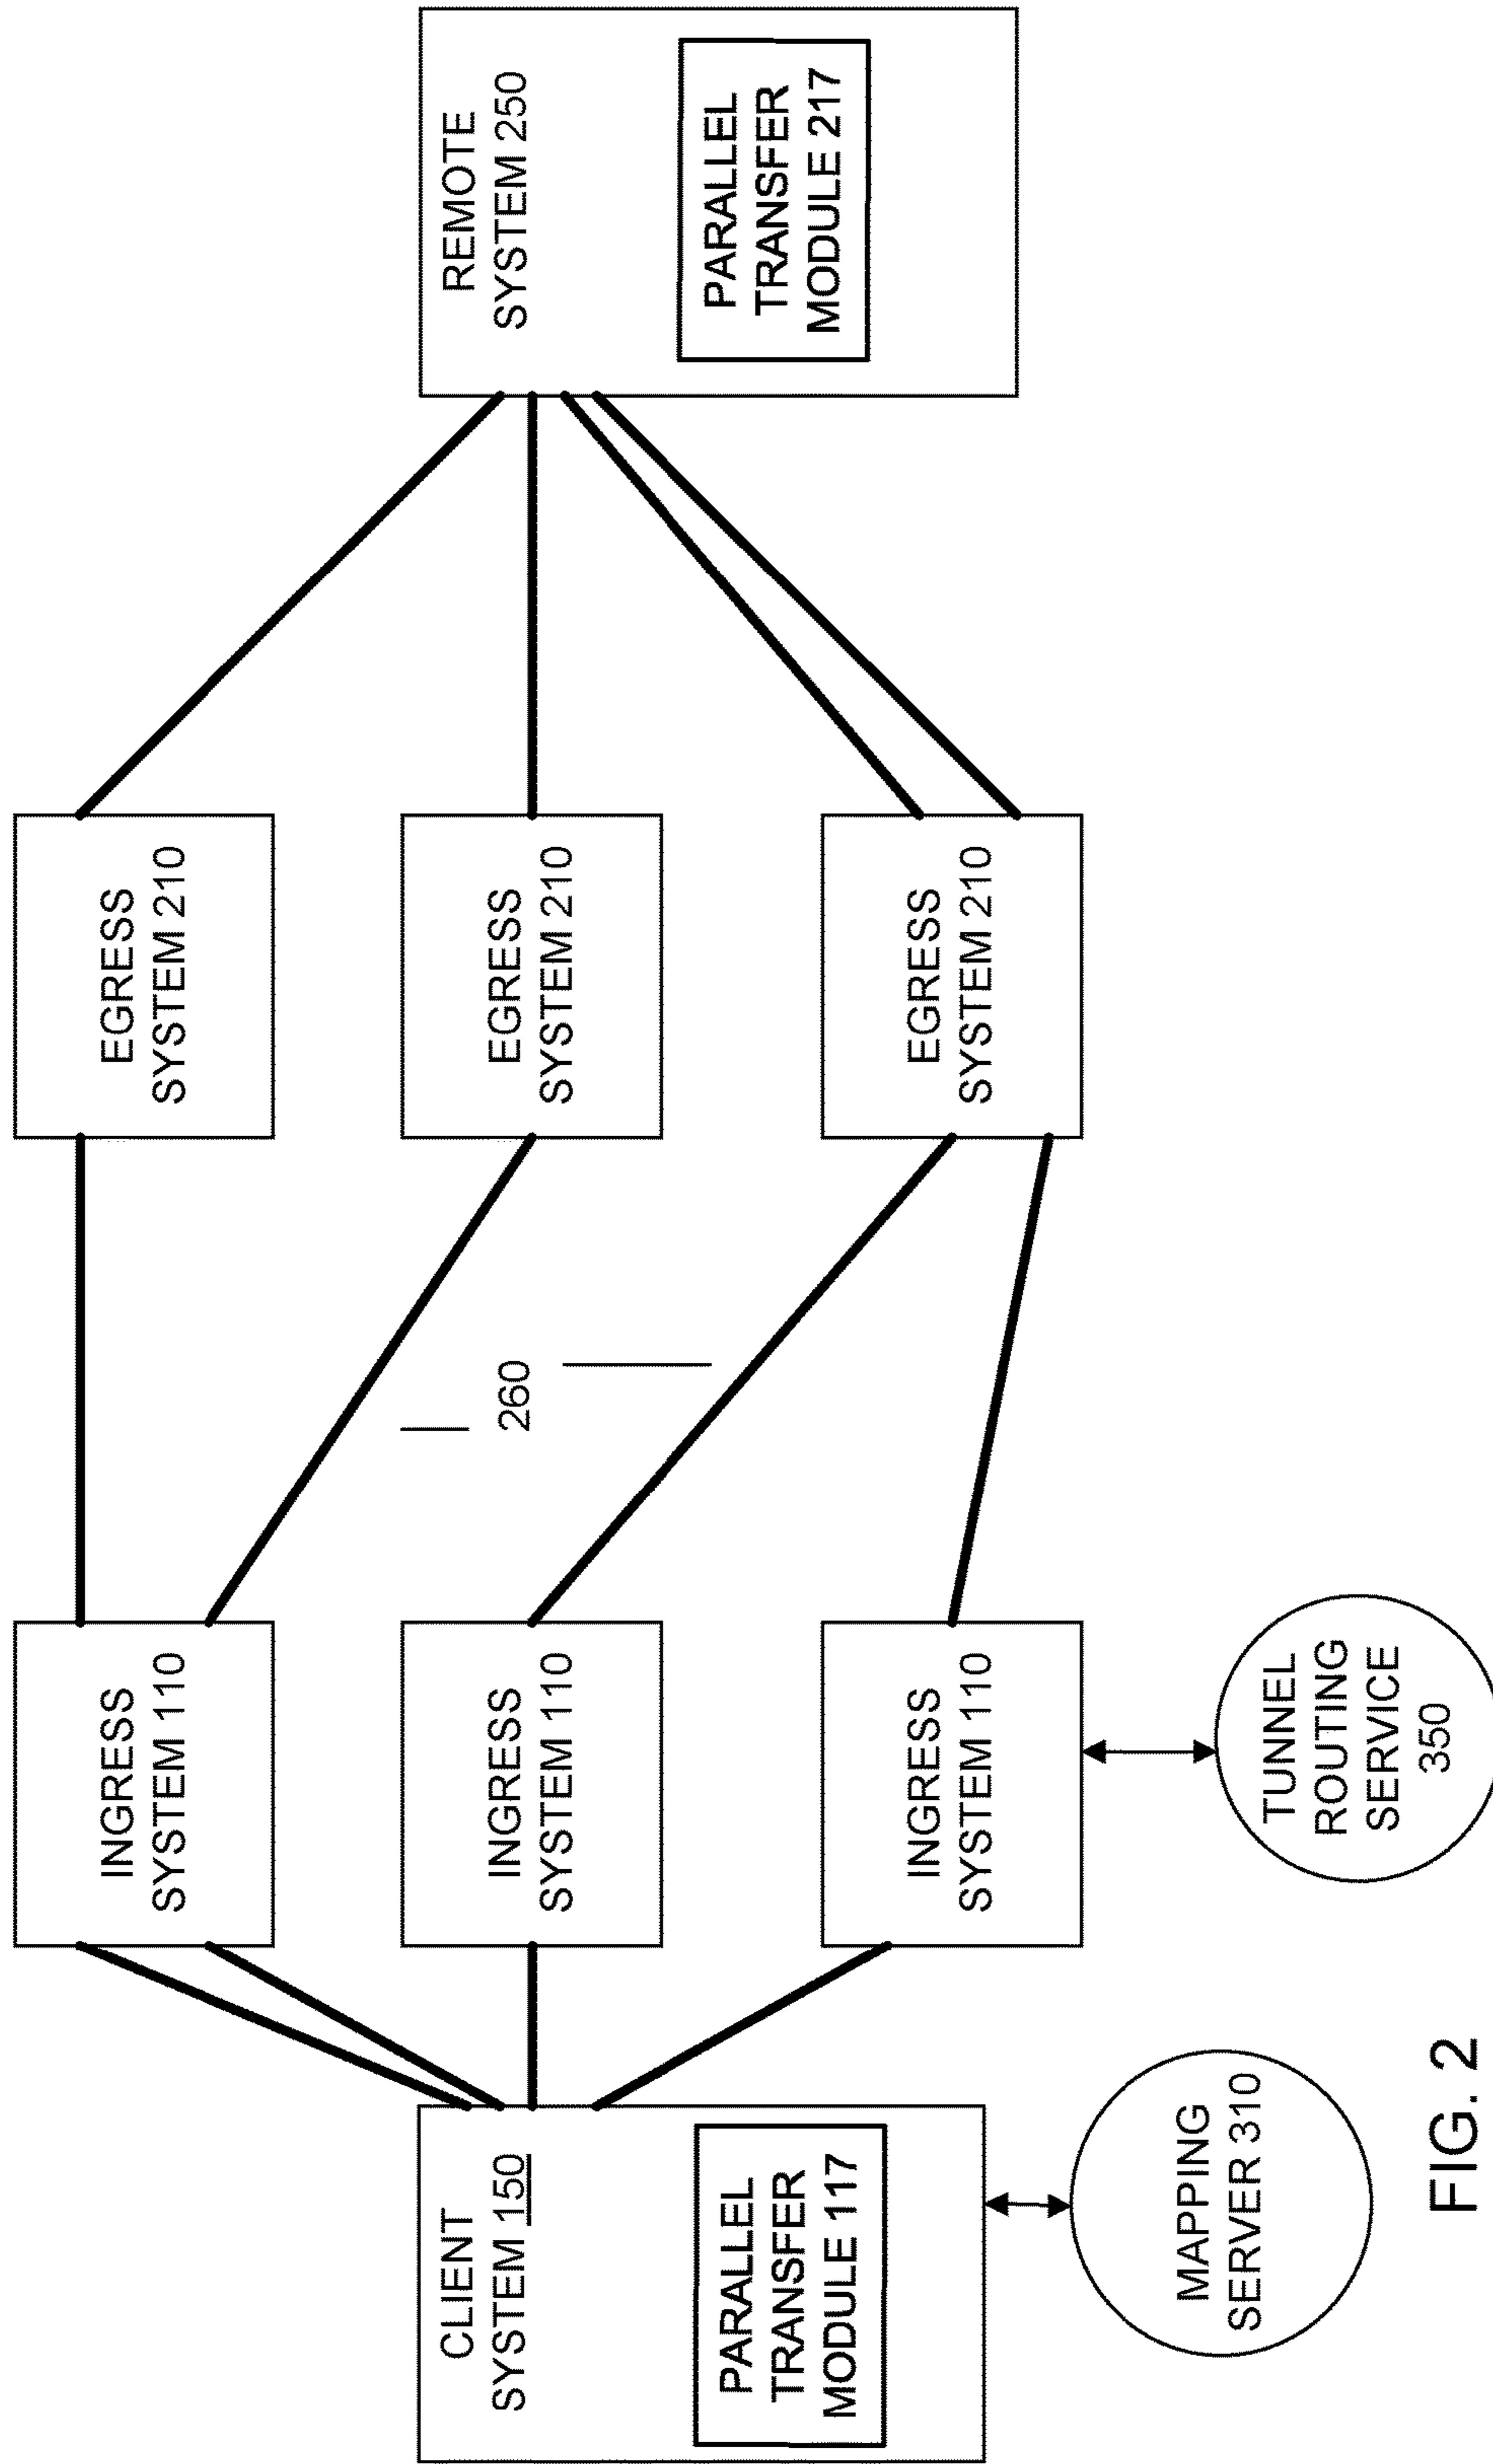 CLIENT
SYSTEM 150
PARALLEL
TRANSFER
MODULE 117
MAPPING
SERVER 310
INGRESS
SYSTEM 110
INGRESS
SYSTEM 110
INGRESS
SYSTEM 110
TUNNEL
ROUTING
SERVICE
350
260
EGRESS
SYSTEM 210
EGRESS
SYSTEM 210
EGRESS
SYSTEM 210
REMOTE
SYSTEM 250
PARALLEL
TRANSFER
MODULE 217
FIG. 2